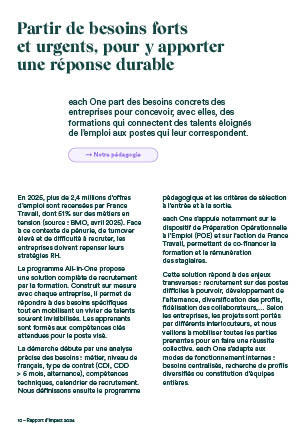 Partir de besoins forts
et urgents, pour y apporter
une réponse durable
each One part des besoins concrets des
entreprises pour concevoir, avec elles, des
formations qui connectent des talents éloignés
de l'emploi aux postes qui leur correspondent.
→ Notre pédagogie
En 2025, plus de 2,4 millions d'offres
d'emploi sont recensées par France
Travail, dont 51% sur des métiers en
tension (source : BMO, avril 2025). Face
à ce contexte de pénurie, de turnover
élevé et de difficulté à recruter, les
entreprises doivent repenser leurs
stratégies RH.
Le programme All-in-One propose
une solution complète de recrutement
par la formation. Construit sur mesure
avec chaque entreprise, il permet de
répondre à des besoins spécifiques
tout en mobilisant un vivier de talents
souvent invisibilisés. Les apprenants
sont formés aux compétences clés
attendues pour le poste visé.
La démarche débute par une analyse
précise des besoins : métier, niveau de
français, type de contrat (CDI, CDD
> 6 mois, alternance), compétences
techniques, calendrier de recrutement.
Nous définissons ensuite le programme
pédagogique et les critères de sélection
à l'entrée et à la sortie.
each One s'appuie notamment sur le
dispositif de Préparation Opérationnelle
à l'Emploi (POE) et sur l'action de France
Travail, permettant de co-financer la
formation et la rémunération
des stagiaires.
Cette solution répond à des enjeux
transverses : recrutement sur des postes
difficiles à pourvoir, développement de
l'alternance, diversification des profils,
fidélisation des collaborateurs,... Selon
les entreprises, les projets sont portés
par différents interlocuteurs, et nous
veillons à mobiliser toutes les parties
prenantes pour en faire une réussite
collective. each One s'adapte aux
modes de fonctionnement internes :
besoins centralisés, recherche de profils
diversifiés ou constitution d'équipes
entières.
10 – Rapport d'impact 2024